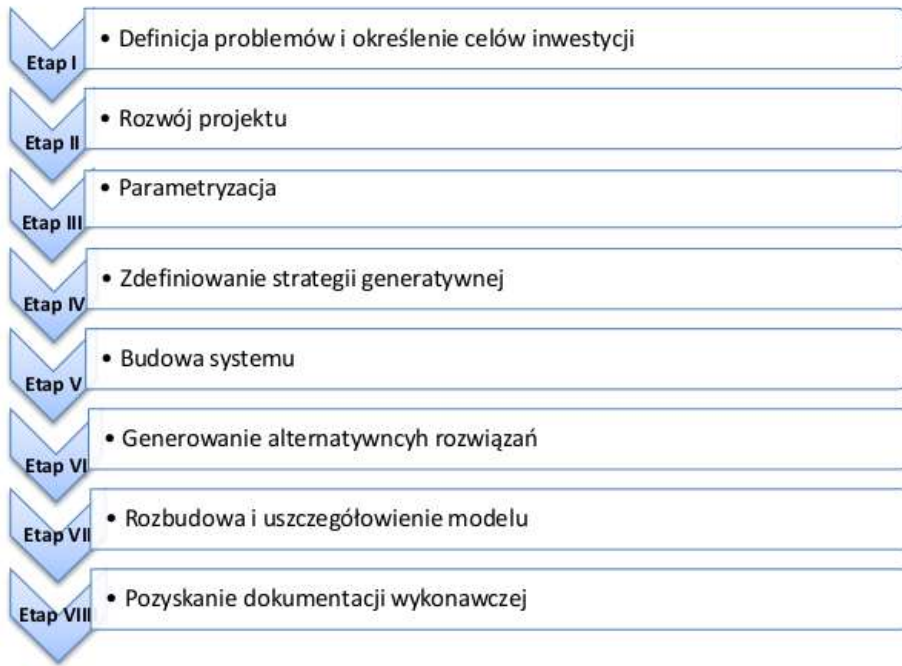 Etap I
• Definicja problemów i określenie celów inwestycji
Etap II
• Rozwój projektu
Etap III
• Parametryzacja
Etap IV
• Zdefiniowanie strategii generatywnej
Etap V
• Budowa systemu
Etap VI
• Generowanie alternatywncyh rozwiązań
Etap VII
• Rozbudowa i uszczegółowienie modelu
Etap VIII
• Pozyskanie dokumentacji wykonawczej